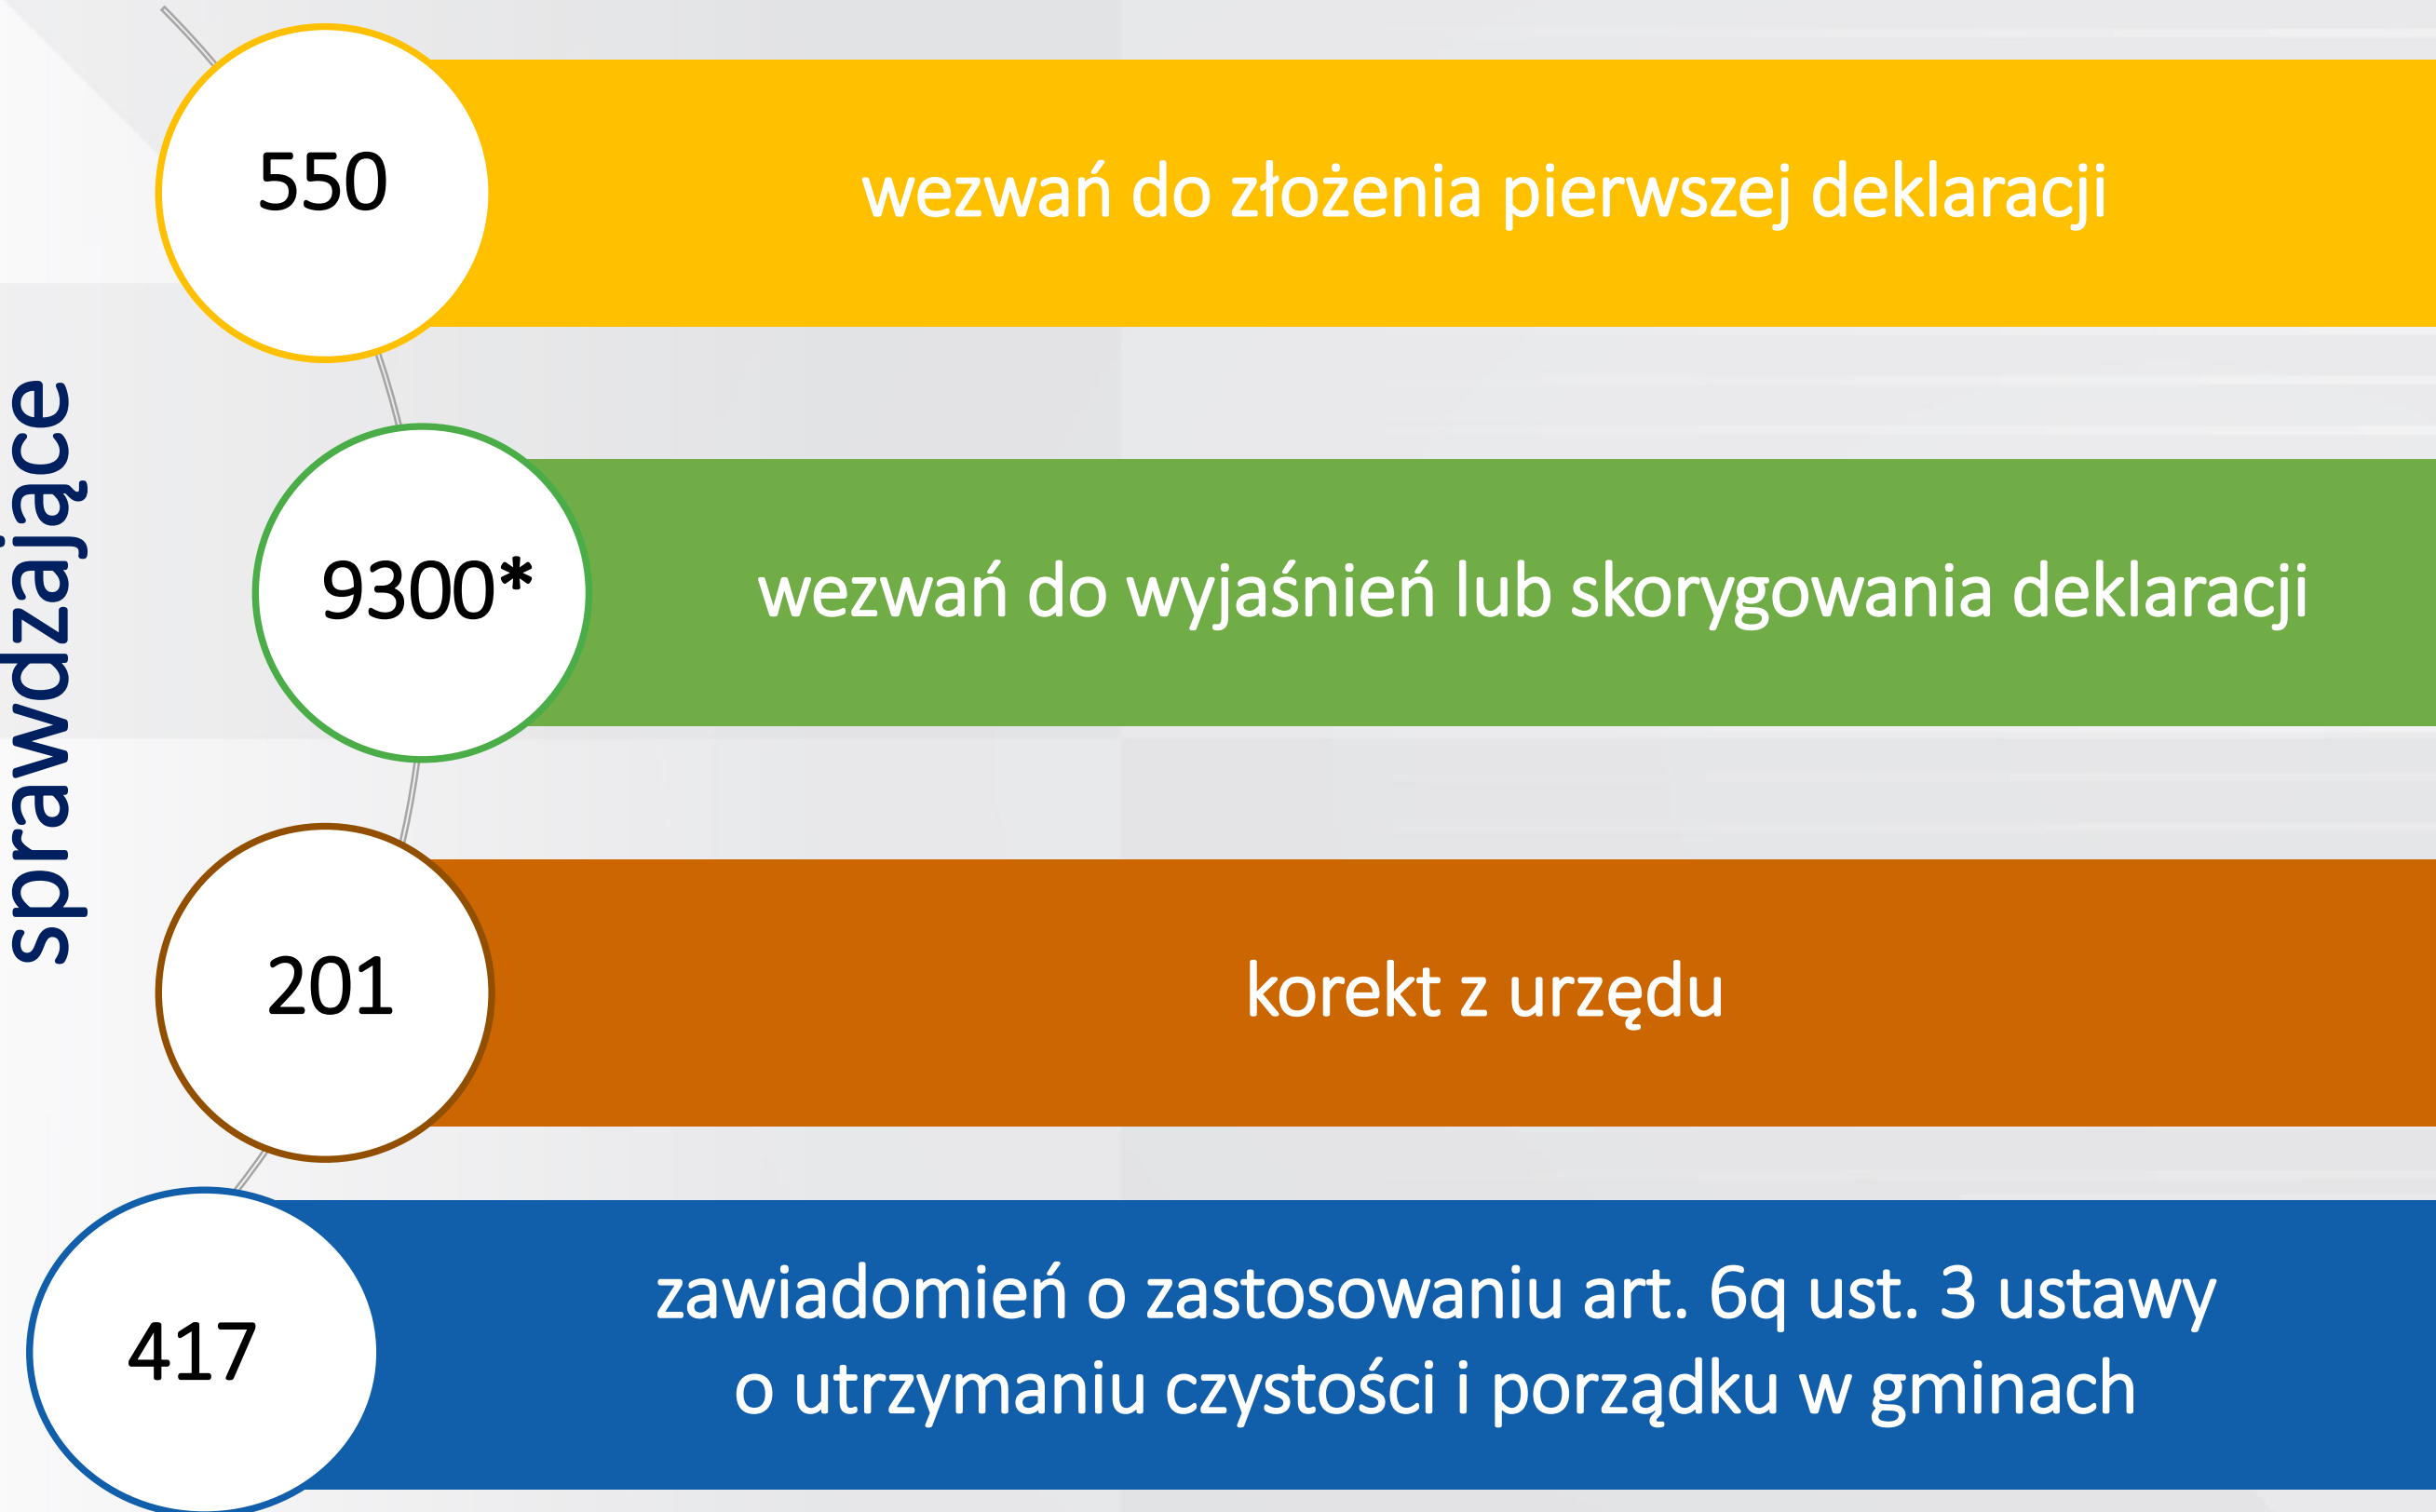 sprawdzające
550
wezwań do złożenia pierwszej deklaracji
9300*
wezwań do wyjaśnień lub skorygowania deklaracji
201
korekt z urzędu
417
zawiadomień o zastosowaniu art. 6q ust. 3 ustawy
o utrzymaniu czystości i porządku w gminach